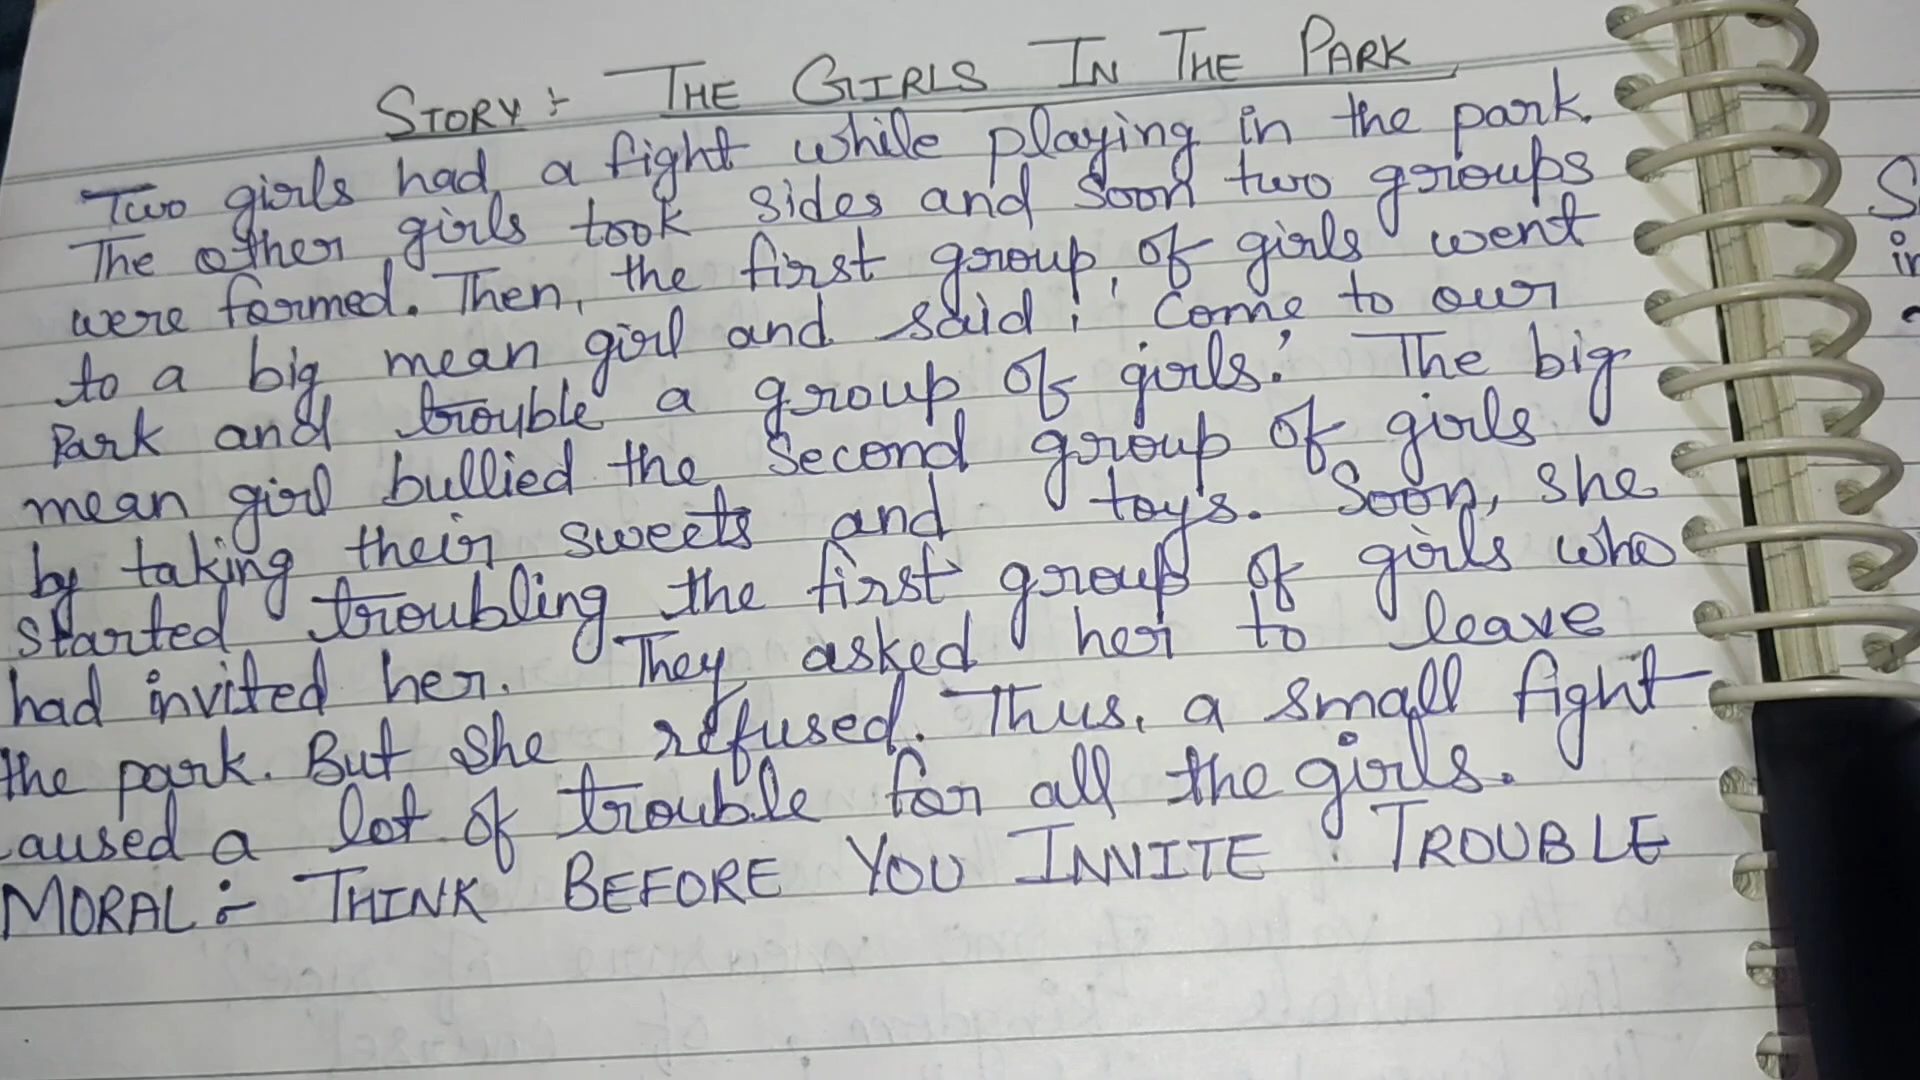 STORY:- THE GIRLS IN THE PARK
Two girls had a fight while playing in the park.
The other girls took sides and soon two groups
were formed. Then, the first group of girls went
to a big mean girl and said: 'Come to our
Park and trouble a group of girls.' The big
mean girl bullied the second group of girls
by taking their sweets and toy's. Soon, she
started troubling the first group of girls who
had invited her. They asked her to leave
the park. But she refused. Thus, a small fight
caused a lot of trouble for all the girls.
MORAL:- THINK BEFORE YOU INVITE TROUBLE